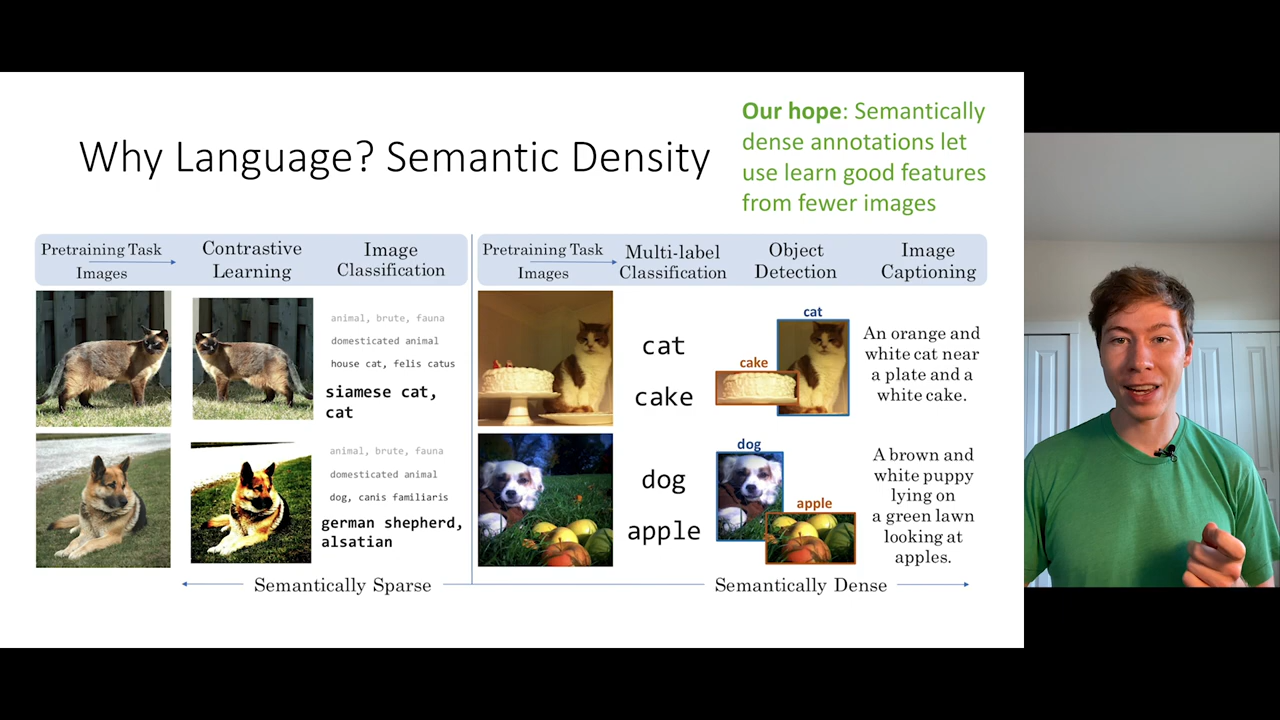 Why Language? Semantic Density
Our hope: Semantically
dense annotations let
use learn good features
from fewer images
Pretraining Task
Images
Contrastive
Learning
Image
Classification
animal, brute, fauna
domesticated animal
house cat, felis catus
siamese cat,
cat
animal, brute, fauna
domesticated animal
dog, canis familiaris
german shepherd,
alsatian
Semantically Sparse
Pretraining Task
Images
Multi-label
Classification
Object
Detection
Image
Captioning
cat
cake
cat
cake
An orange and
white cat near
a plate and a
white cake.
dog
apple
dog
apple
A brown and
white puppy
lying on
a green lawn
looking at
apples.
Semantically Dense